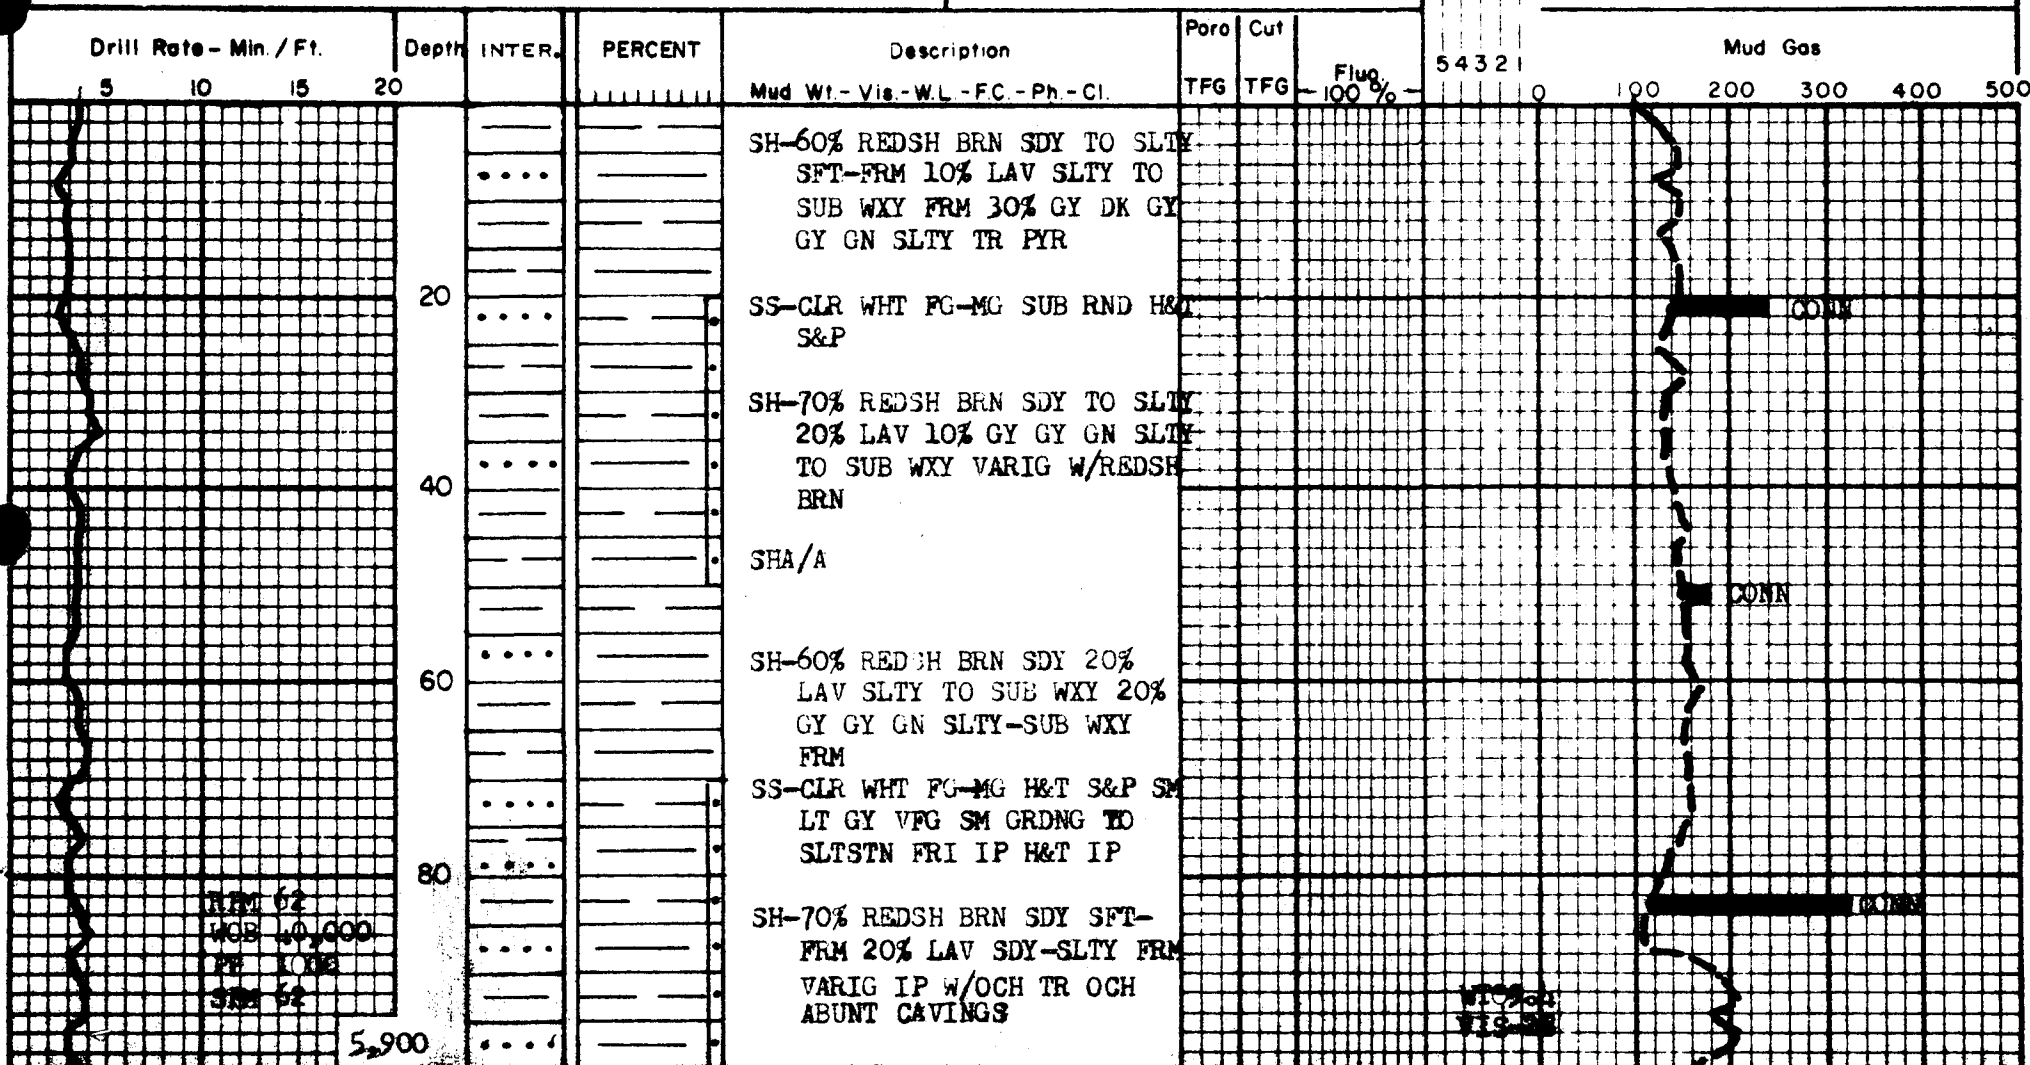 Drill Rate - Min. / Ft.
5 10 15 20
Depth
INTER.
PERCENT
Description
Mud Wt. - Vis. - W.L. - F.C. - Ph. - Cl.
Poro
TFG
Cut
TFG
Fluo.
100 %
5 4 3 2 1
Mud Gas
0 100 200 300 400 500
SH-60% REDSH BRN SDY TO SLTY
SFT-FRM 10% LAV SLTY TO
SUB WXY FRM 30% GY DK GY
GY GN SLTY TR PYR
20
SS-CLR WHT FG-MG SUB RND H&T
S&P
CONN
SH-70% REDSH BRN SDY TO SLTY
20% LAV 10% GY GY GN SLTY
TO SUB WXY VARIG W/REDSH
BRN
40
SHA/A
CONN
SH-60% REDSH BRN SDY 20%
LAV SLTY TO SUB WXY 20%
GY GY GN SLTY-SUB WXY
FRM
60
SS-CLR WHT FG-MG H&T S&P SM
LT GY VFG SM GRDNG TO
SLTSTN FRI IP H&T IP
80
CONN
SH-70% REDSH BRN SDY SFT-
FRM 20% LAV SDY-SLTY FRM
VARIG IP W/OCH TR OCH
ABUNT CAVINGS
RPM 62
WOB 40,000
PP
SPM 62
5,900